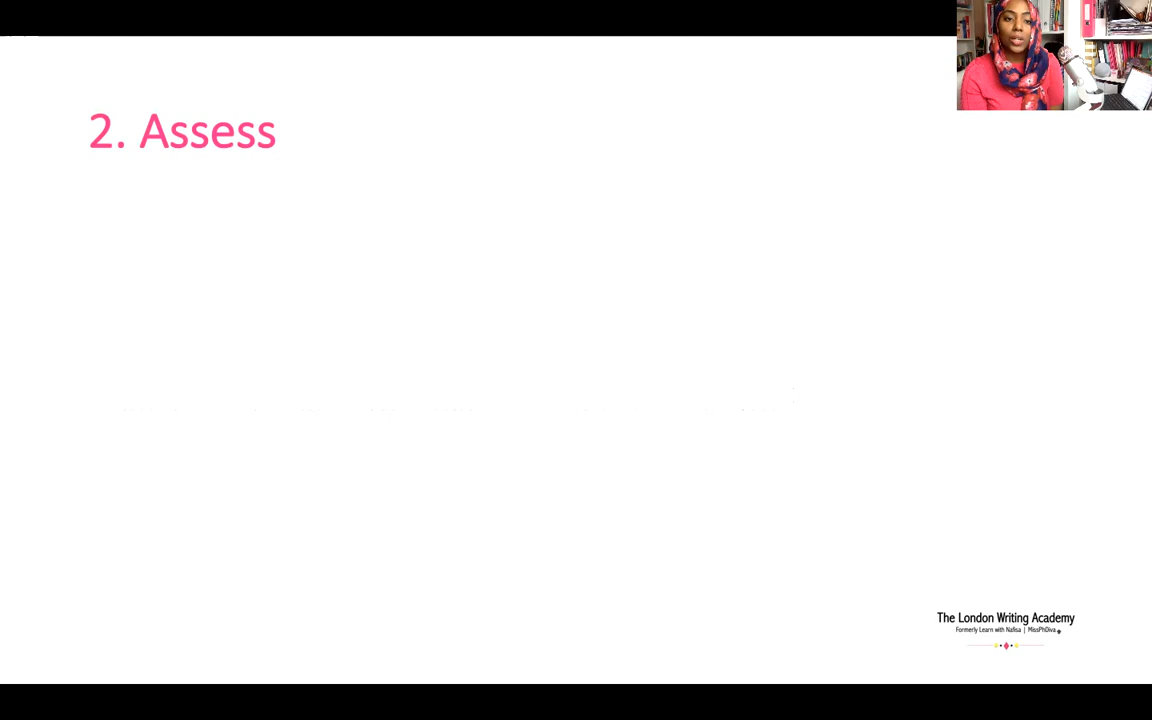 2. Assess
The London Writing Academy
Formerly Learn with Nafisa | MissPhDiva